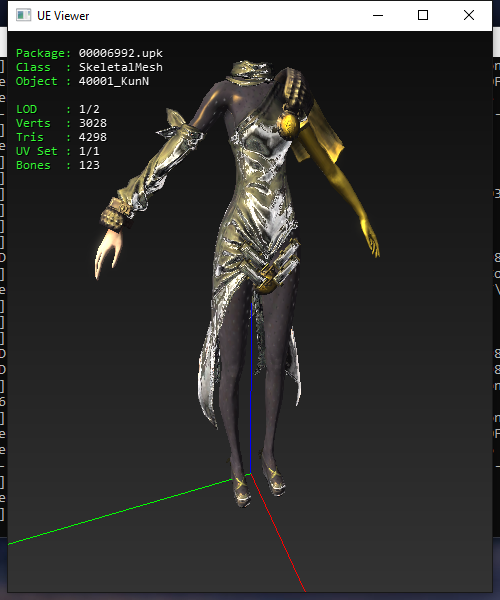 UE Viewer
Package: 00006992.upk
Class : SkeletalMesh
Object : 40001_KunN
LOD : 1/2
Verts : 3028
Tris : 4298
UV Set : 1/1
Bones : 123